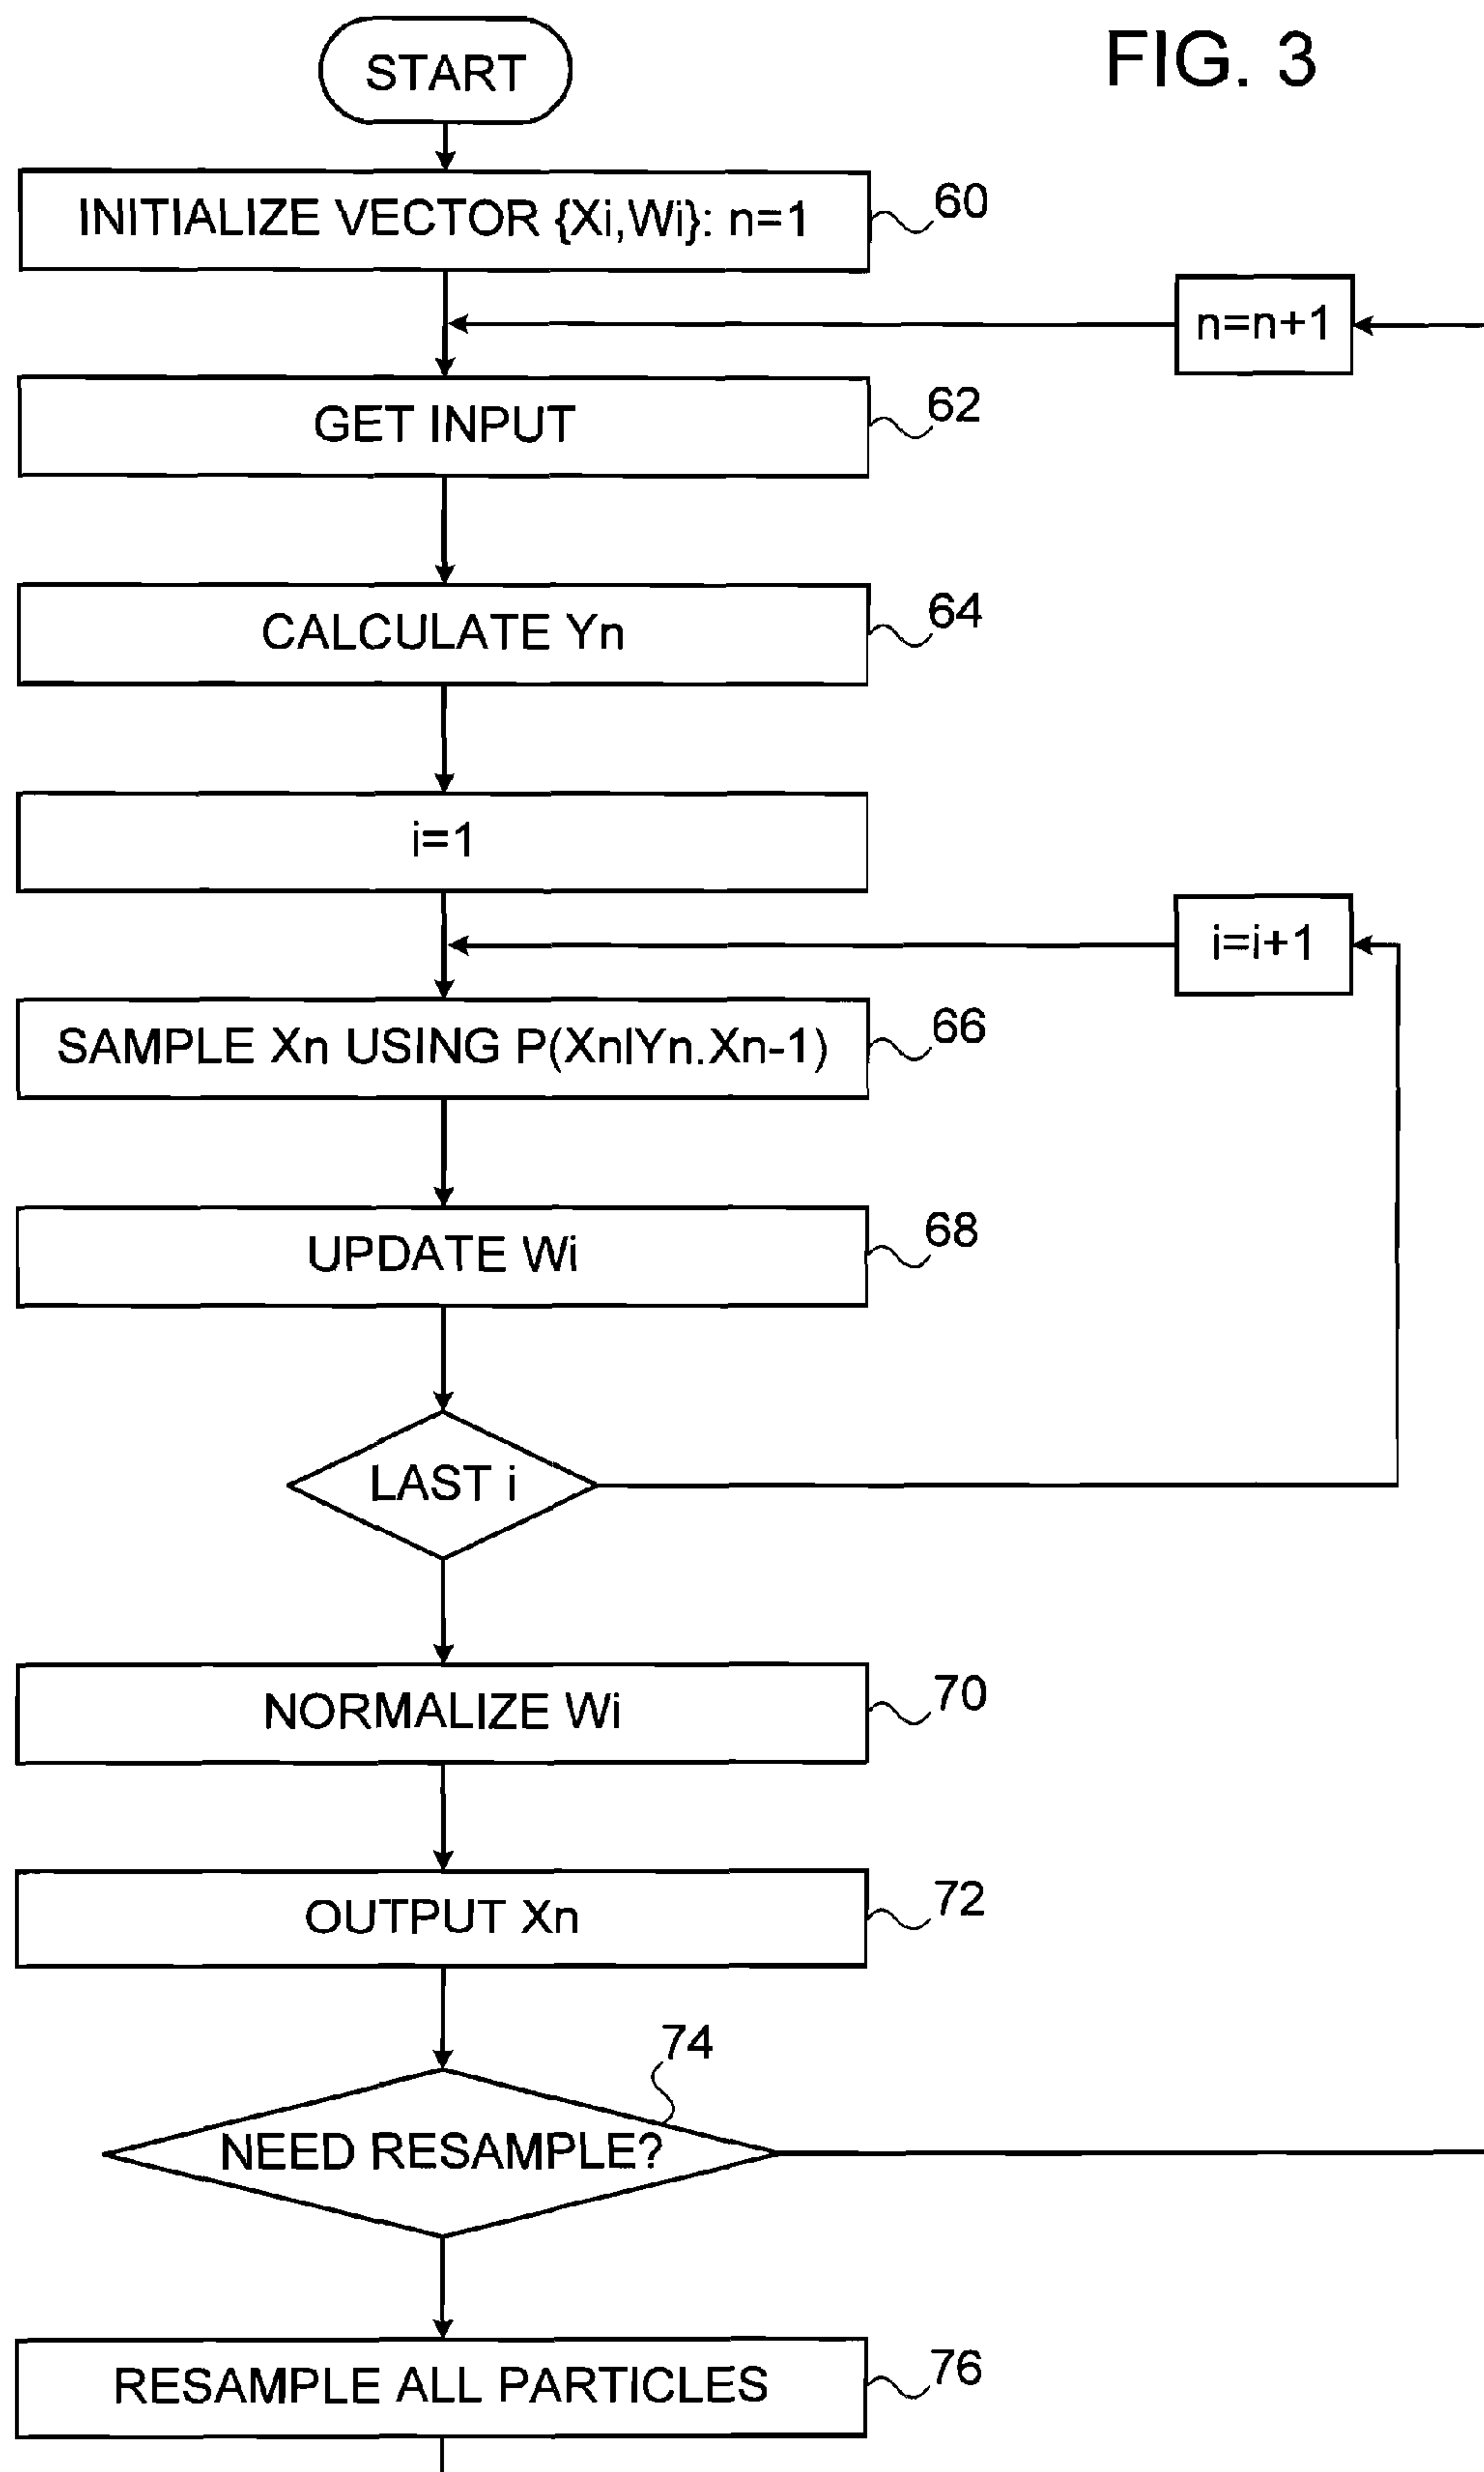 FIG. 3
START
INITIALIZE VECTOR {Xi,Wi}: n=1
60
n=n+1
GET INPUT
62
CALCULATE Yn
64
i=1
i=i+1
SAMPLE Xn USING P(Xn|Yn.Xn-1)
66
UPDATE Wi
68
LAST i
NORMALIZE Wi
70
OUTPUT Xn
72
74
NEED RESAMPLE?
RESAMPLE ALL PARTICLES
76